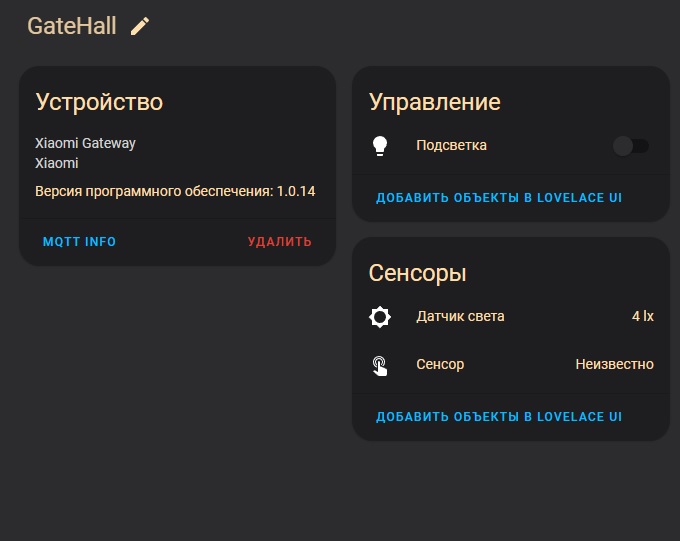 GateHall
Устройство
Xiaomi Gateway
Xiaomi
Версия программного обеспечения: 1.0.14
MQTT INFO
УДАЛИТЬ
Управление
Подсветка
ДОБАВИТЬ ОБЪЕКТЫ В LOVELACE UI
Сенсоры
Датчик света 4 lx
Сенсор Неизвестно
ДОБАВИТЬ ОБЪЕКТЫ В LOVELACE UI